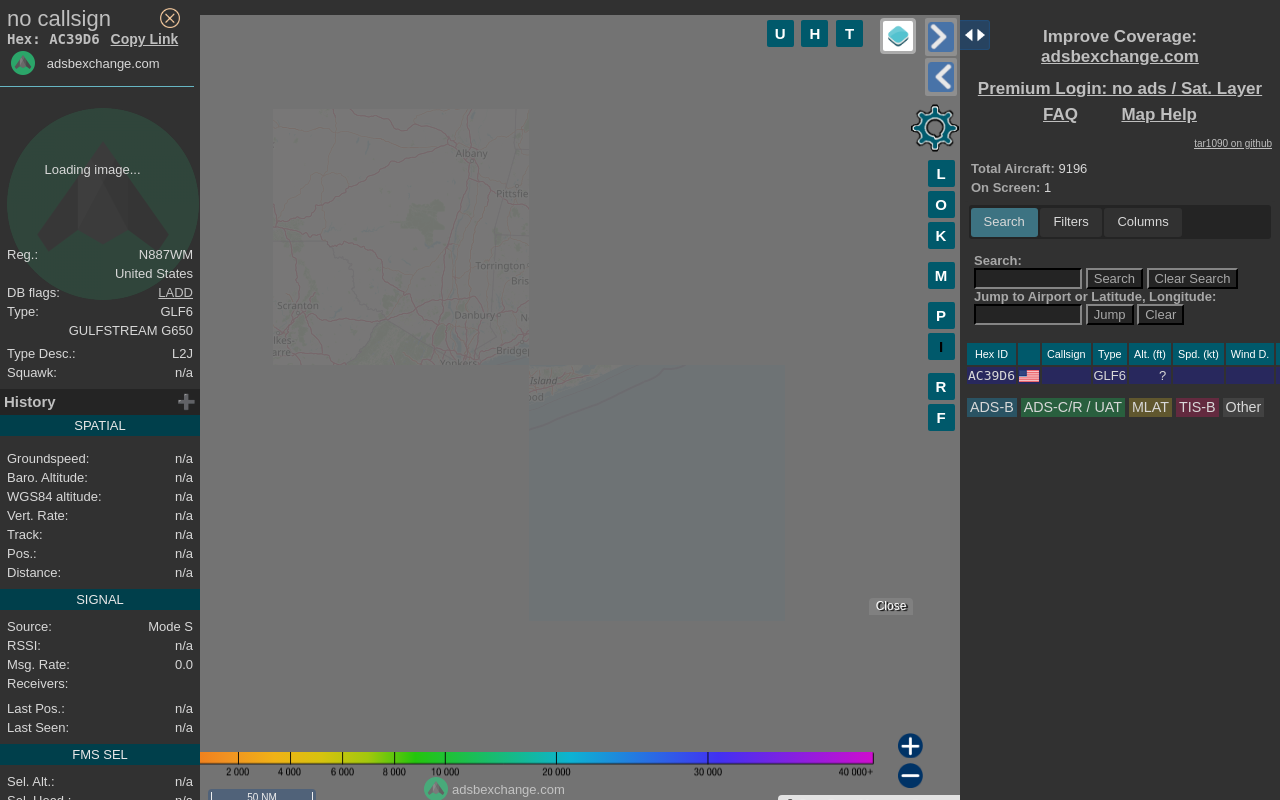 no callsign
Hex: AC39D6 Copy Link
adsbexchange.com
Loading image...
Reg.: N887WM
United States
DB flags: LADD
Type: GLF6
GULFSTREAM G650
Type Desc.: L2J
Squawk: n/a
History
SPATIAL
Groundspeed: n/a
Baro. Altitude: n/a
WGS84 altitude: n/a
Vert. Rate: n/a
Track: n/a
Pos.: n/a
Distance: n/a
SIGNAL
Source: Mode S
RSSI: n/a
Msg. Rate: 0.0
Receivers:
Last Pos.: n/a
Last Seen: n/a
FMS SEL
Sel. Alt.: n/a
Sel. Head.: n/a
U H T
L
O
K
M
P
I
R
F
Albany
Pittsfie
Torrington
Bris
Scranton
Danbury
N
lkes-
arre
Bridgep
Yonkers
Island
ood
Close
2 000 4 000 6 000 8 000 10 000 20 000 30 000 40 000+
adsbexchange.com
50 NM
Improve Coverage:
adsbexchange.com
Premium Login: no ads / Sat. Layer
FAQ Map Help
tar1090 on github
Total Aircraft: 9196
On Screen: 1
Search Filters Columns
Search:
Search Clear Search
Jump to Airport or Latitude, Longitude:
Jump Clear
Hex ID Callsign Type Alt. (ft) Spd. (kt) Wind D.
AC39D6 GLF6 ?
ADS-B ADS-C/R / UAT MLAT TIS-B Other